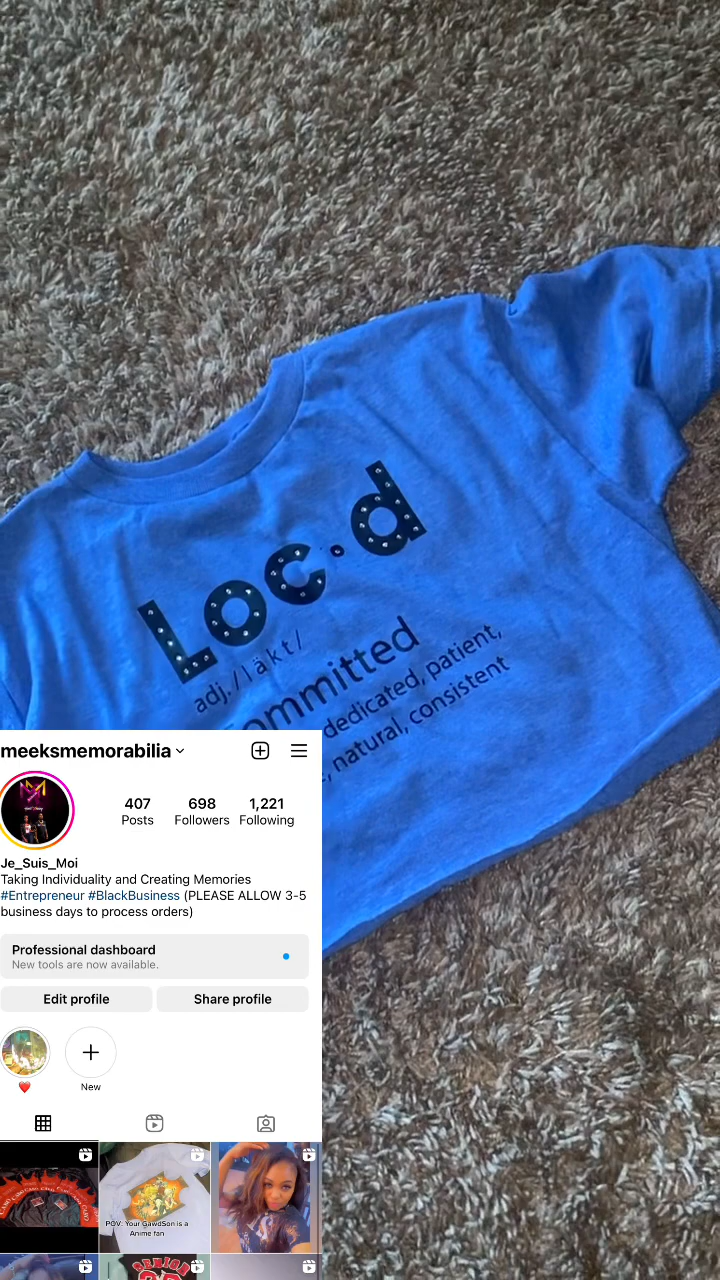 Loc·d
adj./läkt/
ommitted
dedicated, patient,
, natural, consistent
meeksmemorabilia
407 698 1,221
Posts Followers Following
Je_Suis_Moi
Taking Individuality and Creating Memories
#Entrepreneur #BlackBusiness (PLEASE ALLOW 3-5
business days to process orders)
Professional dashboard
New tools are now available.
Edit profile Share profile
New
POV: Your GawdSon is a
Anime fan
SENIOR